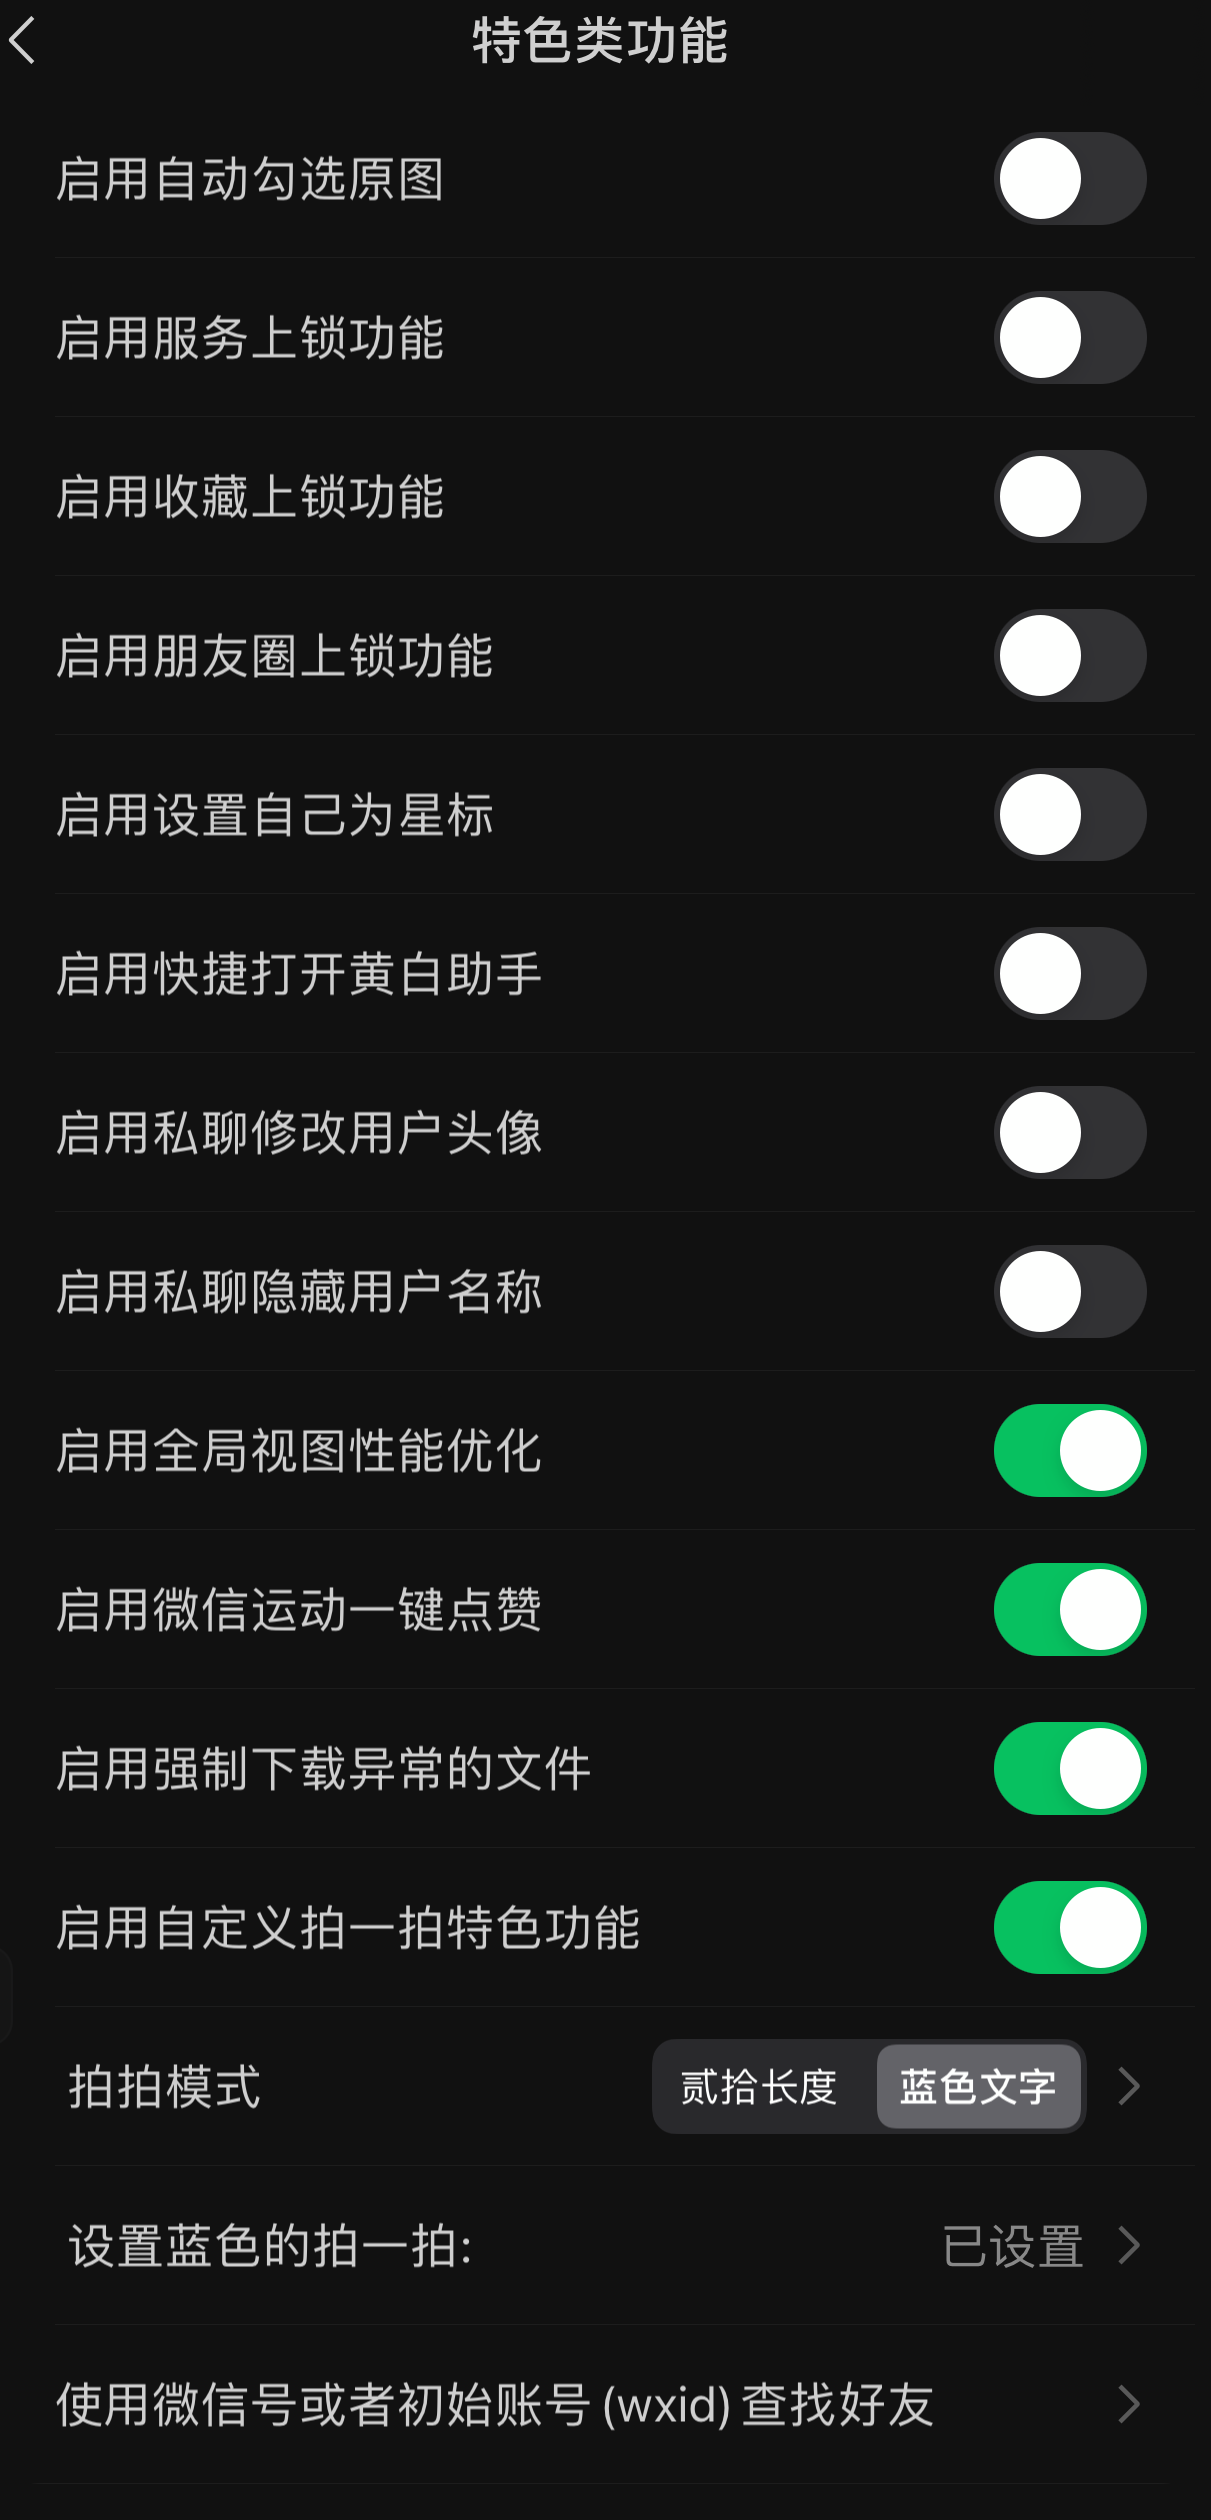 特色类功能
启用自动勾选原图
启用服务上锁功能
启用收藏上锁功能
启用朋友圈上锁功能
启用设置自己为星标
启用快捷打开黄白助手
启用私聊修改用户头像
启用私聊隐藏用户名称
启用全局视图性能优化
启用微信运动一键点赞
启用强制下载异常的文件
启用自定义拍一拍特色功能
拍拍模式 贰拾长度 蓝色文字
设置蓝色的拍一拍: 已设置
使用微信号或者初始账号 (wxid) 查找好友